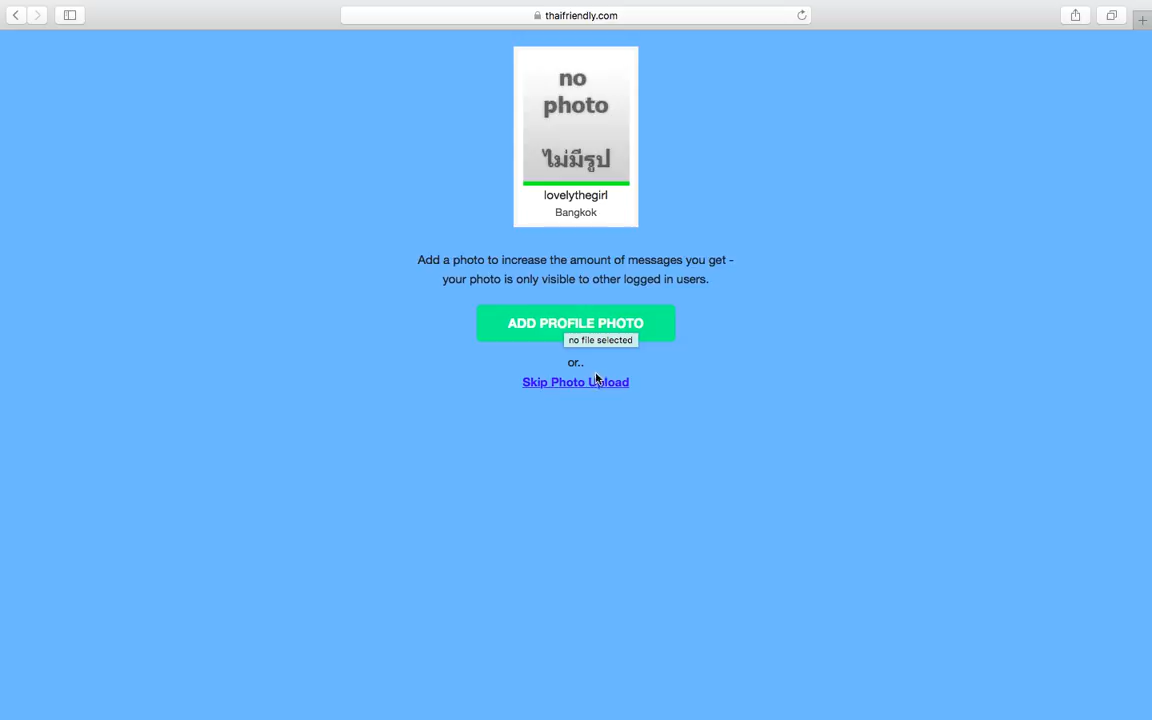 thaifriendly.com
no
photo
ไม่มีรูป
lovelythegirl
Bangkok
Add a photo to increase the amount of messages you get -
your photo is only visible to other logged in users.
ADD PROFILE PHOTO
no file selected
or..
Skip Photo Upload